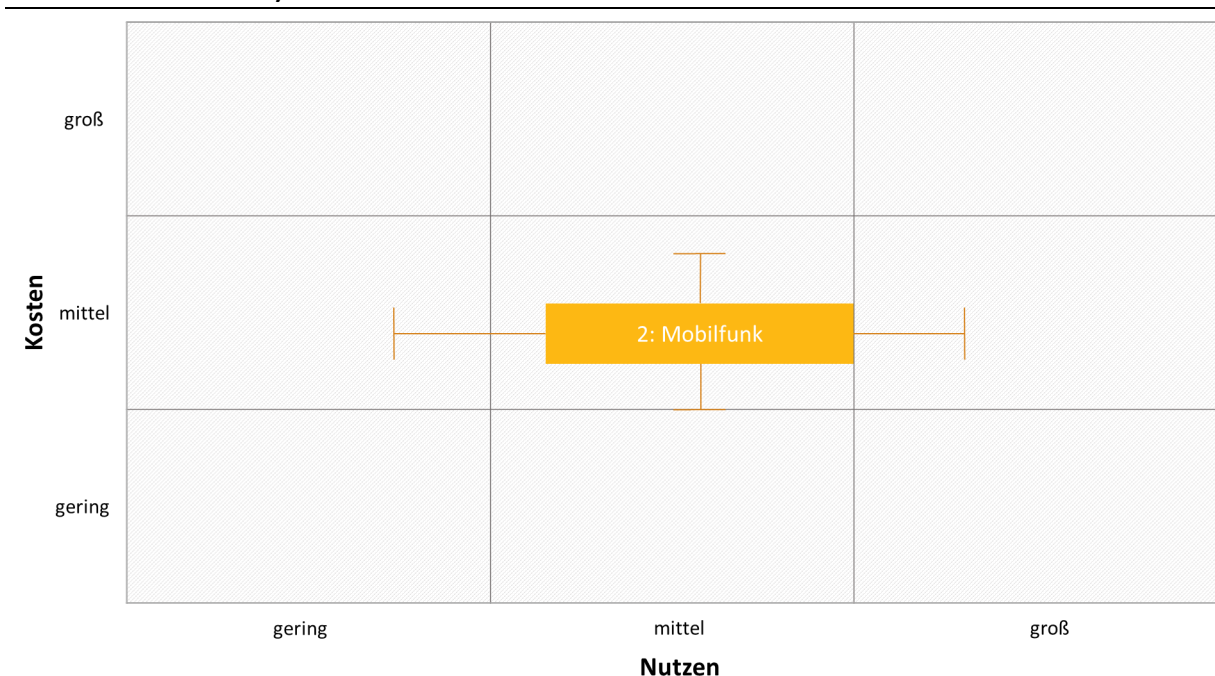 groß
Kosten
mittel
2: Mobilfunk
gering
gering
mittel
groß
Nutzen